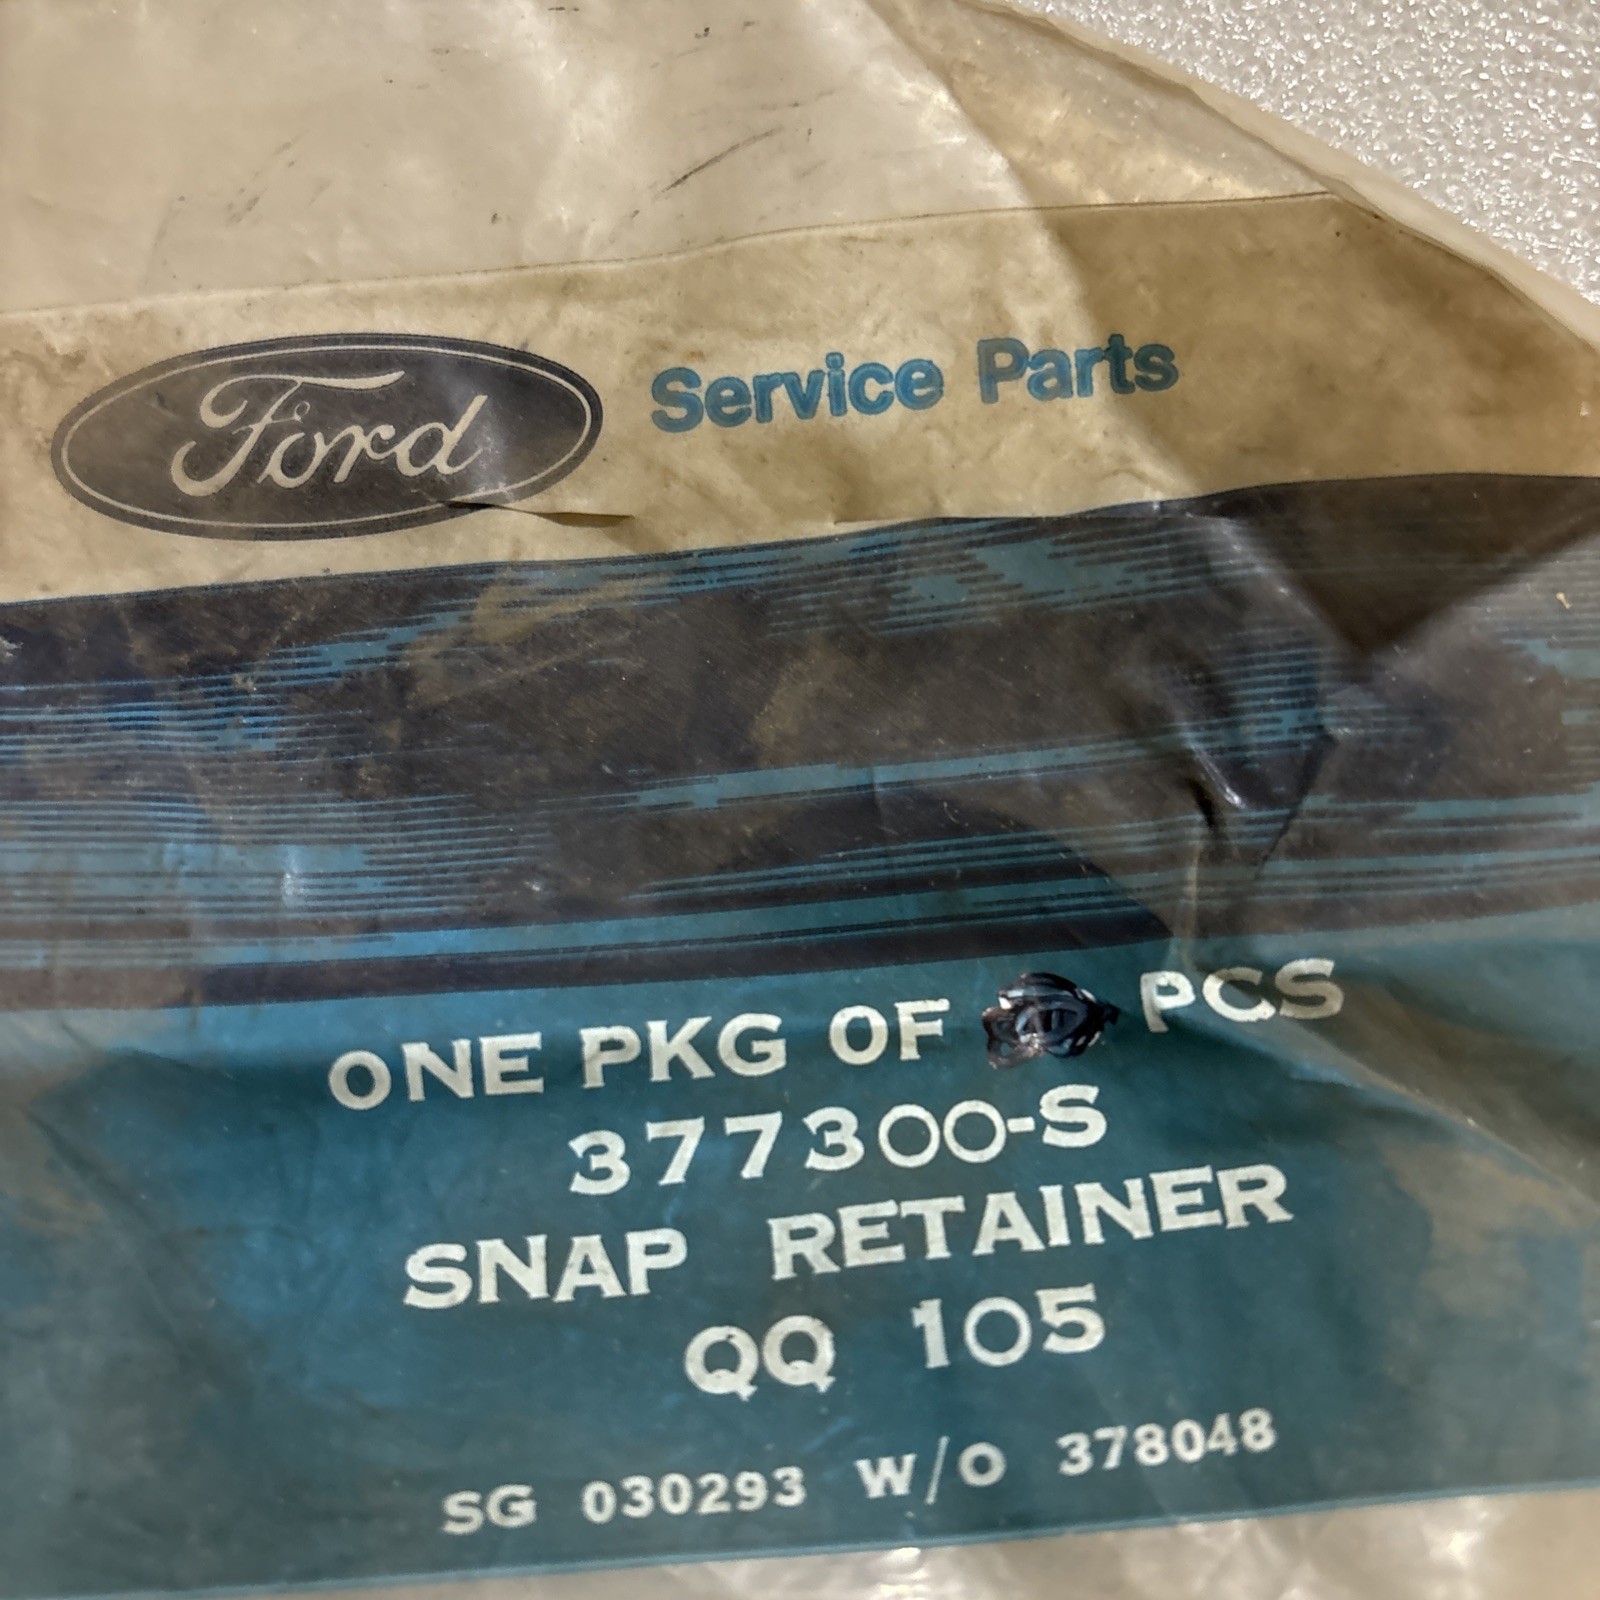 Ford Service Parts
ONE PKG OF PCS
377300-S
SNAP RETAINER
QQ 105
SG 030293 W/O 378048